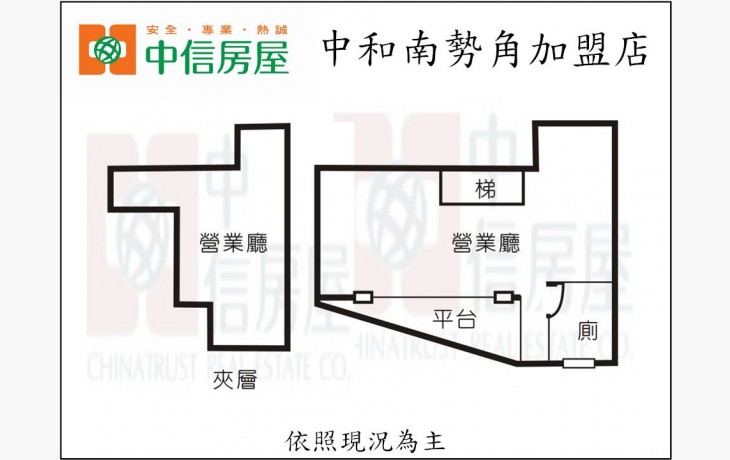 安全・專業・熱誠
中信房屋
中和南勢角加盟店
梯
營業廳
營業廳
平台
廁
夾層
依照現況為主
中信房屋
CHINATRUST REAL ESTATE CO.
中信房屋
HINATRUST REAL ESTATE CO.